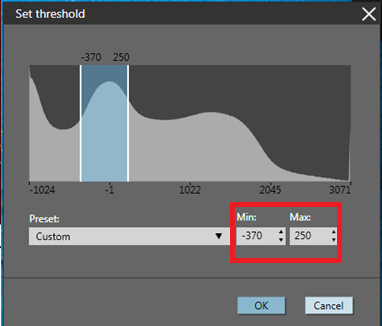 Set threshold
-370 250
-1024 -1 1022 2045 3071
Preset: Min: Max:
Custom -370 250
OK Cancel